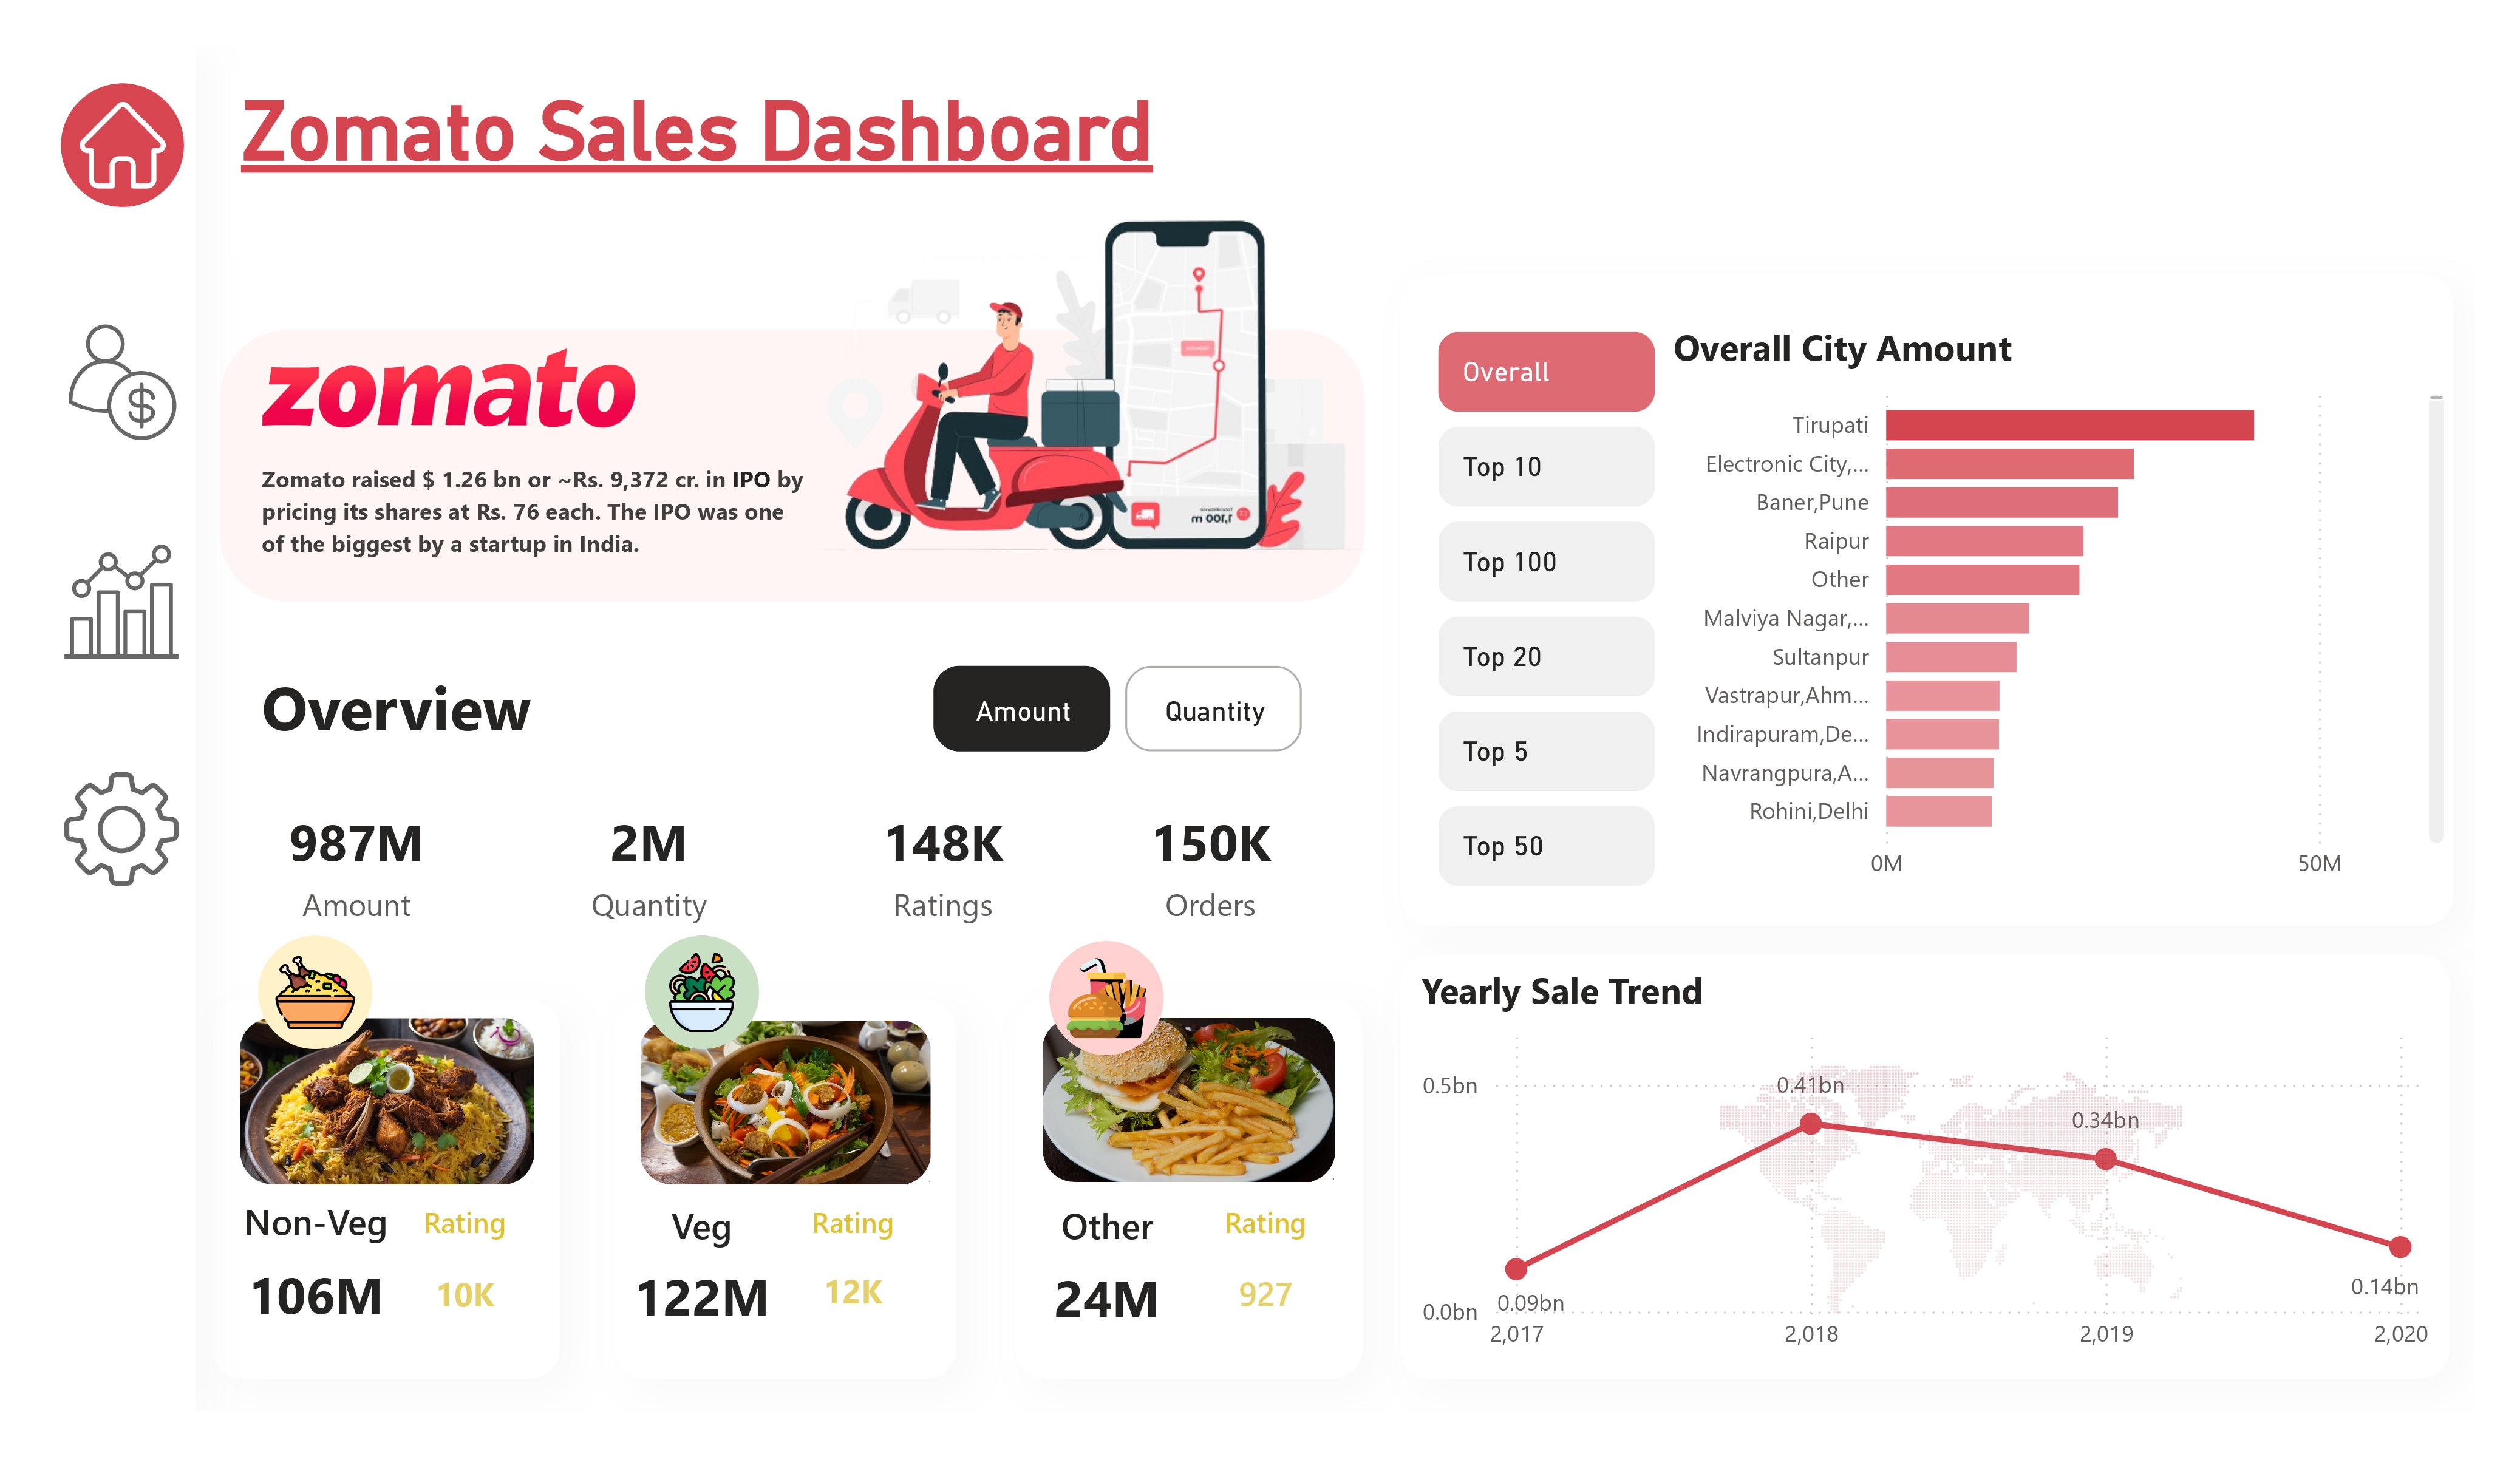 Zomato Sales Dashboard
zomato
Zomato raised $ 1.26 bn or ~Rs. 9,372 cr. in IPO by
pricing its shares at Rs. 76 each. The IPO was one
of the biggest by a startup in India.
Overview
Amount
Quantity
987M
Amount
2M
Quantity
148K
Ratings
150K
Orders
Non-Veg
Rating
106M
10K
Veg
Rating
122M
12K
Other
Rating
24M
927
Overall
Top 10
Top 100
Top 20
Top 5
Top 50
Overall City Amount
Tirupati
Electronic City,...
Baner,Pune
Raipur
Other
Malviya Nagar,...
Sultanpur
Vastrapur,Ahm...
Indirapuram,De...
Navrangpura,A...
Rohini,Delhi
0M
50M
Yearly Sale Trend
0.5bn
0.0bn
0.09bn
0.41bn
0.34bn
0.14bn
2,017
2,018
2,019
2,020